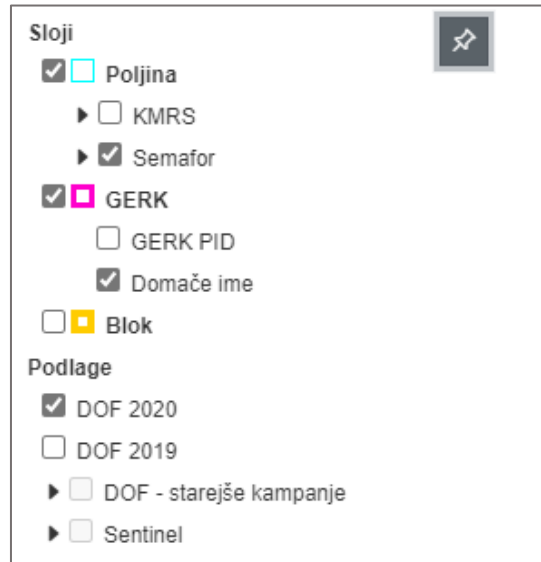 Sloji
Poljina
KMRS
Semafor
GERK
GERK PID
Domače ime
Blok
Podlage
DOF 2020
DOF 2019
DOF - starejše kampanje
Sentinel